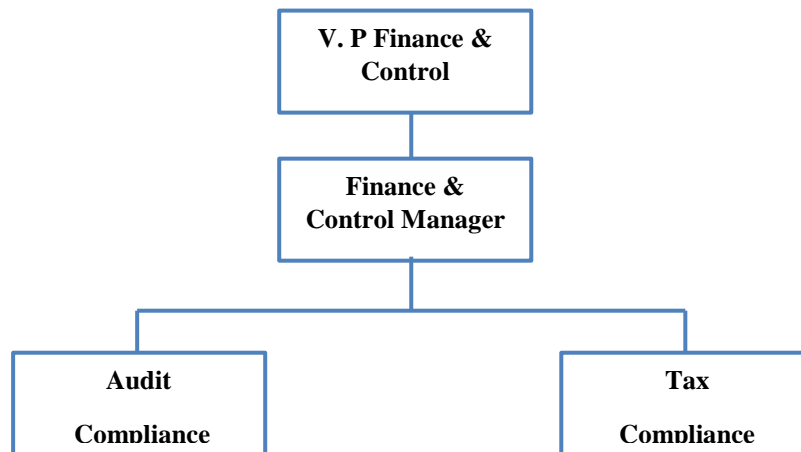 V. P Finance &
Control
Finance &
Control Manager
Audit
Compliance
Tax
Compliance